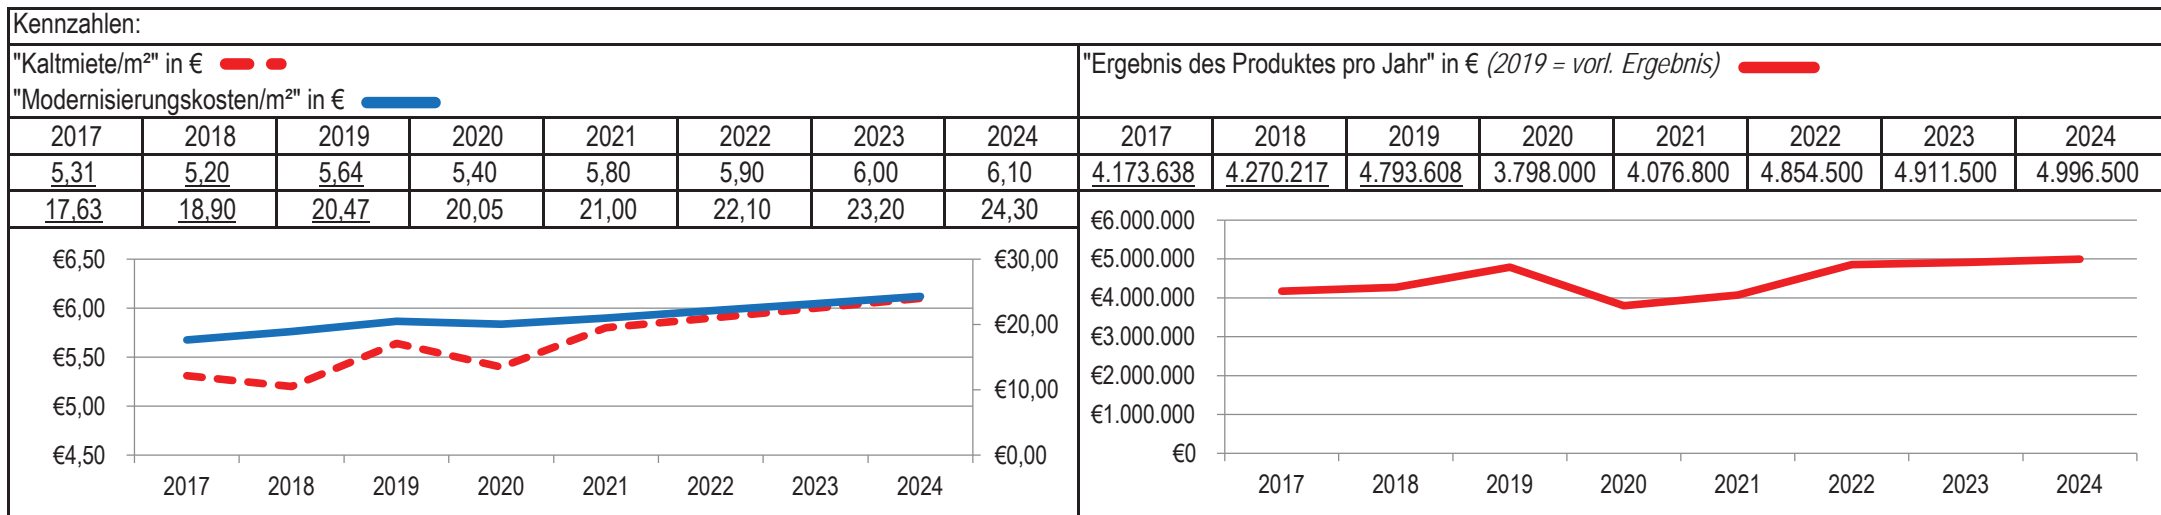 Kennzahlen:
"Kaltmiete/m²" in €
"Modernisierungskosten/m²" in €
2017 2018 2019 2020 2021 2022 2023 2024
5,31 5,20 5,64 5,40 5,80 5,90 6,00 6,10
17,63 18,90 20,47 20,05 21,00 22,10 23,20 24,30
€6,50
€6,00
€5,50
€5,00
€4,50
€30,00
€20,00
€10,00
€0,00
2017 2018 2019 2020 2021 2022 2023 2024
"Ergebnis des Produktes pro Jahr" in € (2019 = vorl. Ergebnis)
2017 2018 2019 2020 2021 2022 2023 2024
4.173.638 4.270.217 4.793.608 3.798.000 4.076.800 4.854.500 4.911.500 4.996.500
€6.000.000
€5.000.000
€4.000.000
€3.000.000
€2.000.000
€1.000.000
€0
2017 2018 2019 2020 2021 2022 2023 2024